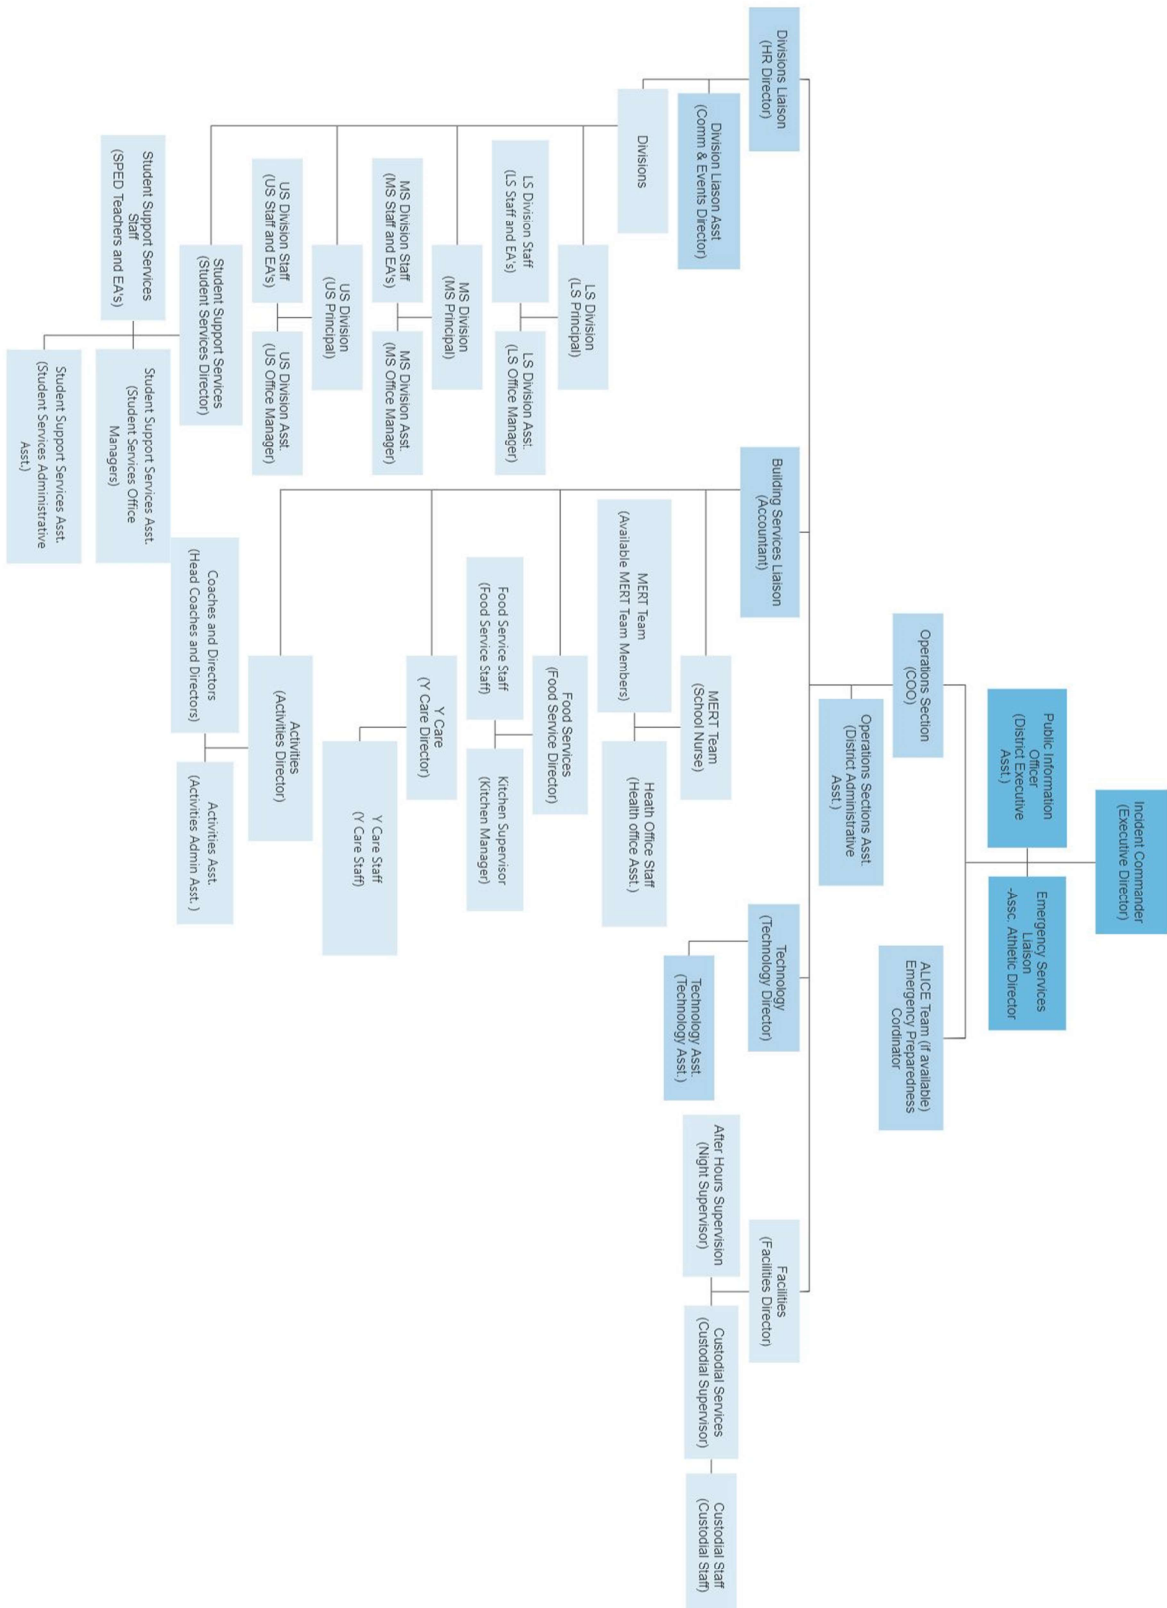 Incident Commander
(Executive Director)
Public Information
Officer
(District Executive
Asst.)
Emergency Services
Liaison
-Assc. Athletic Director
Operations Section
(COO)
ALICE Team (if available)
Emergency Preparedness
Cordinator
Operations Sections Asst.
(District Administrative
Asst.)
Divisions Liaison
(HR Director)
Building Services Liaison
(Accountant)
Technology
(Technology Director)
Facilities
(Facilities Director)
Division Liason Asst
(Comm & Events Director)
Divisions
LS Division
(LS Principal)
LS Division Staff
(LS Staff and EA's)
LS Division Asst.
(LS Office Manager)
MS Division
(MS Principal)
MS Division Staff
(MS Staff and EA's)
MS Division Asst.
(MS Office Manager)
US Division
(US Principal)
US Division Staff
(US Staff and EA's)
US Division Asst.
(US Office Manager)
Student Support Services
(Student Services Director)
Student Support Services
Staff
(SPED Teachers and EA's)
Student Support Services Asst.
(Student Services Office
Managers)
Student Support Services Asst.
(Student Services Administrative
Asst.)
MERT Team
(School Nurse)
MERT Team
(Available MERT Team Members)
Heath Office Staff
(Health office Asst.)
Food Services
(Food Service Director)
Food Service Staff
(Food Service Staff)
Kitchen Supervisor
(Kitchen Manager)
Y Care
(Y Care Director)
Y Care Staff
(Y Care Staff)
Activities
(Activities Director)
Coaches and Directors
(Head Coaches and Directors)
Activities Asst.
(Activities Admin Asst.)
Technology Asst.
(Technology Asst.)
After Hours Supervision
(Night Supervisor)
Custodial Services
(Custodial Supervisor)
Custodial Staff
(Custodial Staff)